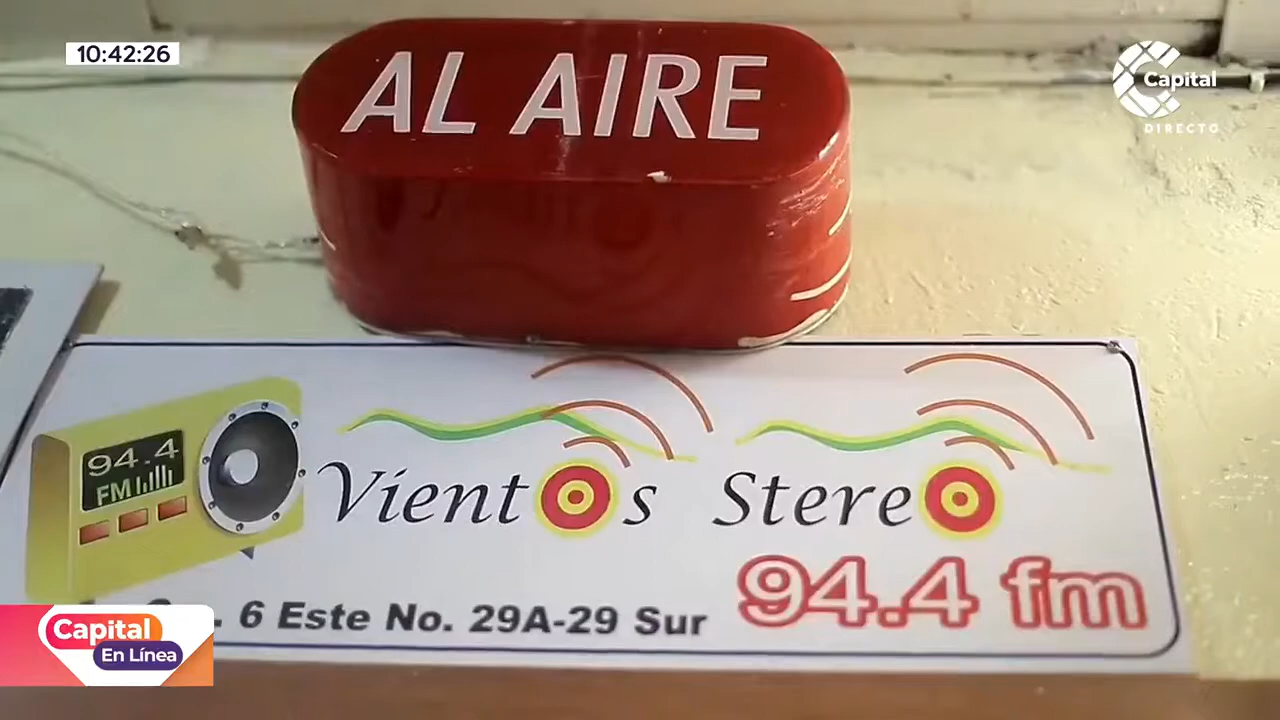 10:42:26
Capital
DIRECTO
AL AIRE
94.4
FM
Vientos Stereo
94.4 fm
6 Este No. 29A-29 Sur
Capital
En Línea